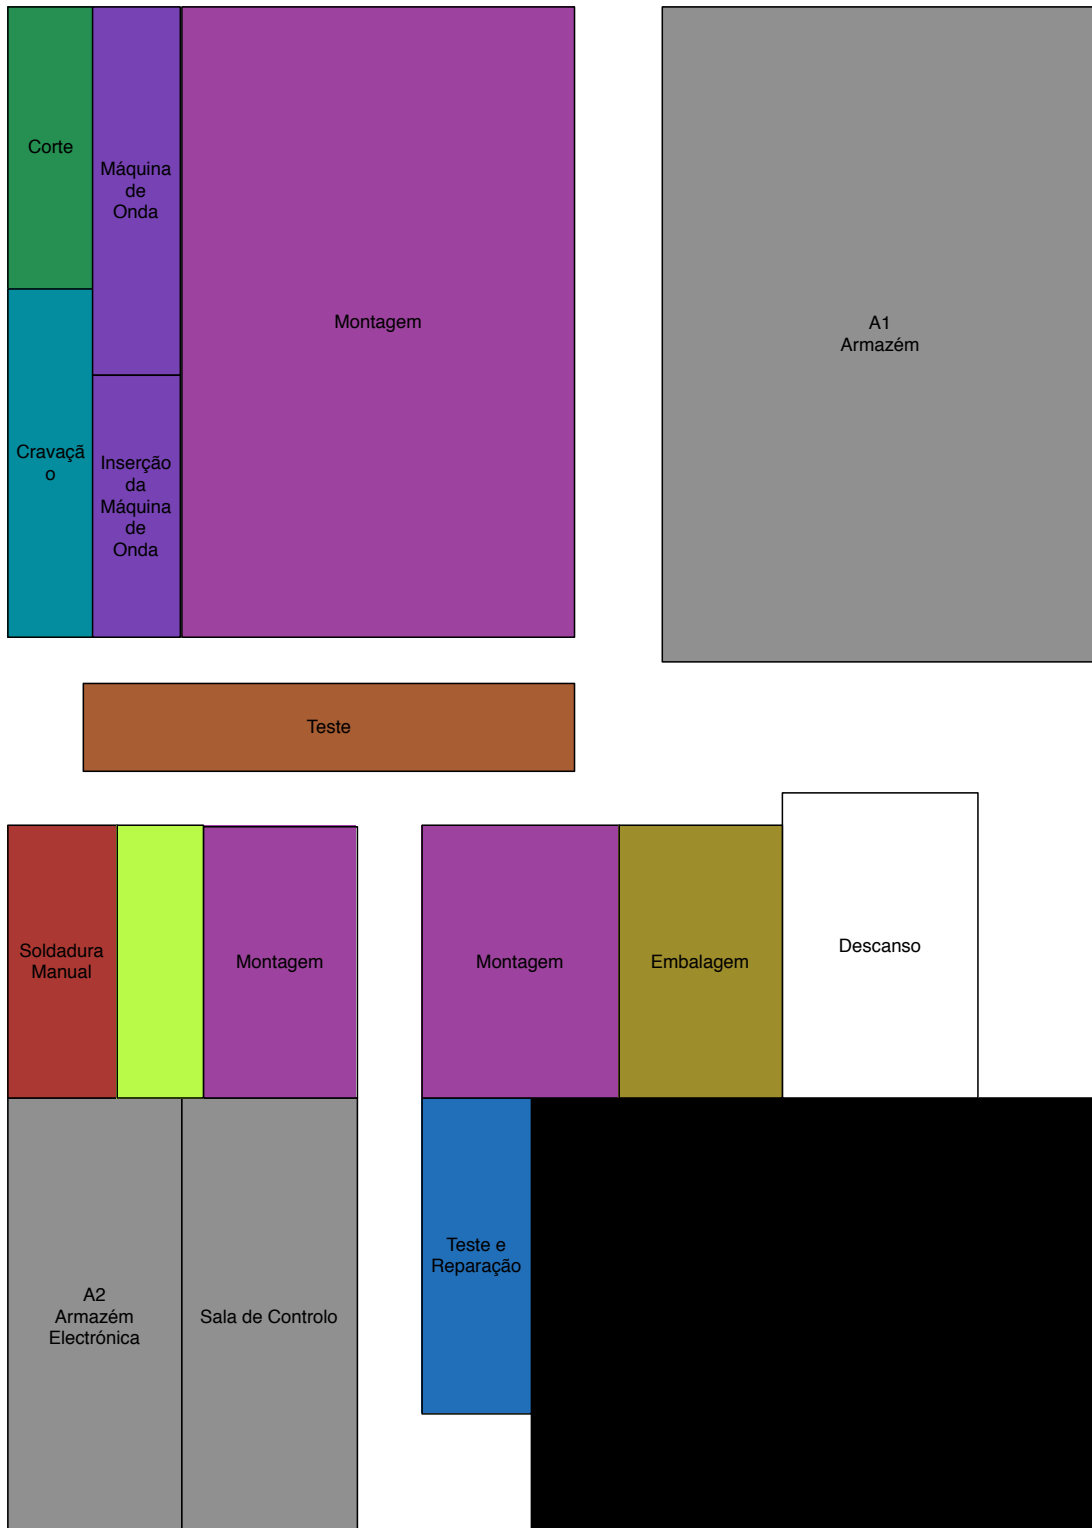 Corte
Máquina
de
Onda
Montagem
A1
Armazém
Cravaçã
o
Inserção
da
Máquina
de
Onda
Teste
Soldadura
Manual
Montagem
Montagem
Embalagem
Descanso
Teste e
Reparação
A2
Armazém
Electrónica
Sala de Controlo